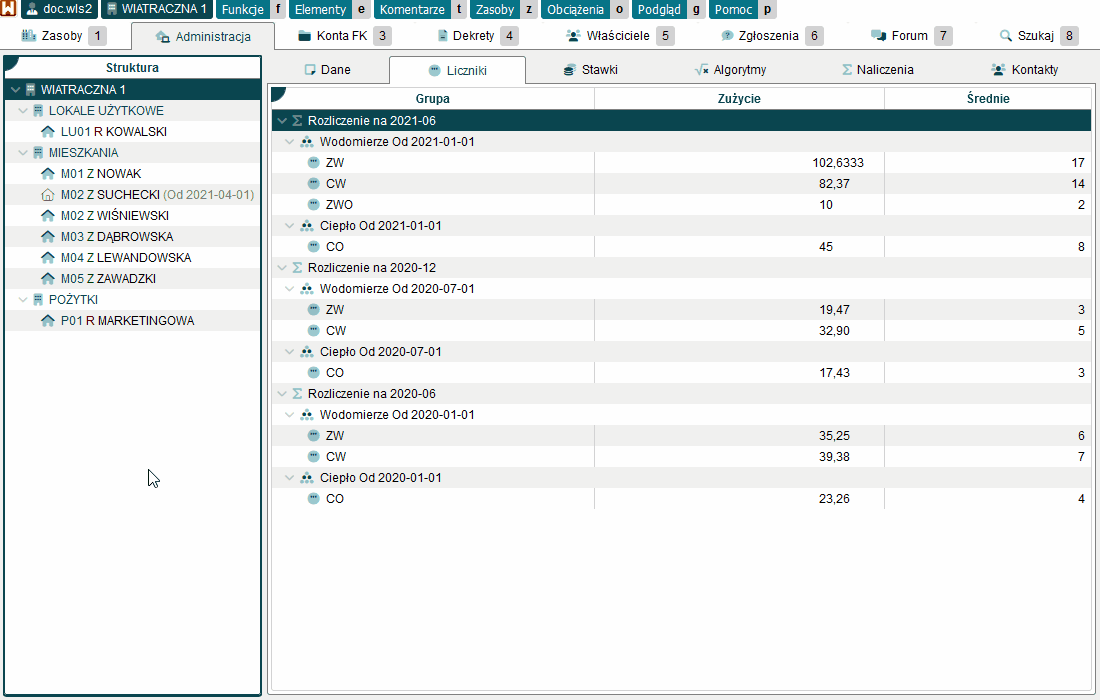 doc.wls2 WIATRACZNA 1 Funkcje f Elementy e Komentarze t Zasoby z Obciążenia o Podgląd g Pomoc p
Zasoby 1 Administracja Konta FK 3 Dekrety 4 Właściciele 5 Zgłoszenia 6 Forum 7 Szukaj 8
Struktura
WIATRACZNA 1
LOKALE UŻYTKOWE
LU01 R KOWALSKI
MIESZKANIA
M01 Z NOWAK
M02 Z SUCHECKI (Od 2021-04-01)
M02 Z WIŚNIEWSKI
M03 Z DĄBROWSKA
M04 Z LEWANDOWSKA
M05 Z ZAWADZKI
POŻYTKI
P01 R MARKETINGOWA
Dane Liczniki Stawki Algorytmy Naliczenia Kontakty
Grupa Zużycie Średnie
Rozliczenie na 2021-06
Wodomierze Od 2021-01-01
ZW 102,6333 17
CW 82,37 14
ZWO 10 2
Ciepło Od 2021-01-01
CO 45 8
Rozliczenie na 2020-12
Wodomierze Od 2020-07-01
ZW 19,47 3
CW 32,90 5
Ciepło Od 2020-07-01
CO 17,43 3
Rozliczenie na 2020-06
Wodomierze Od 2020-01-01
ZW 35,25 6
CW 39,38 7
Ciepło Od 2020-01-01
CO 23,26 4